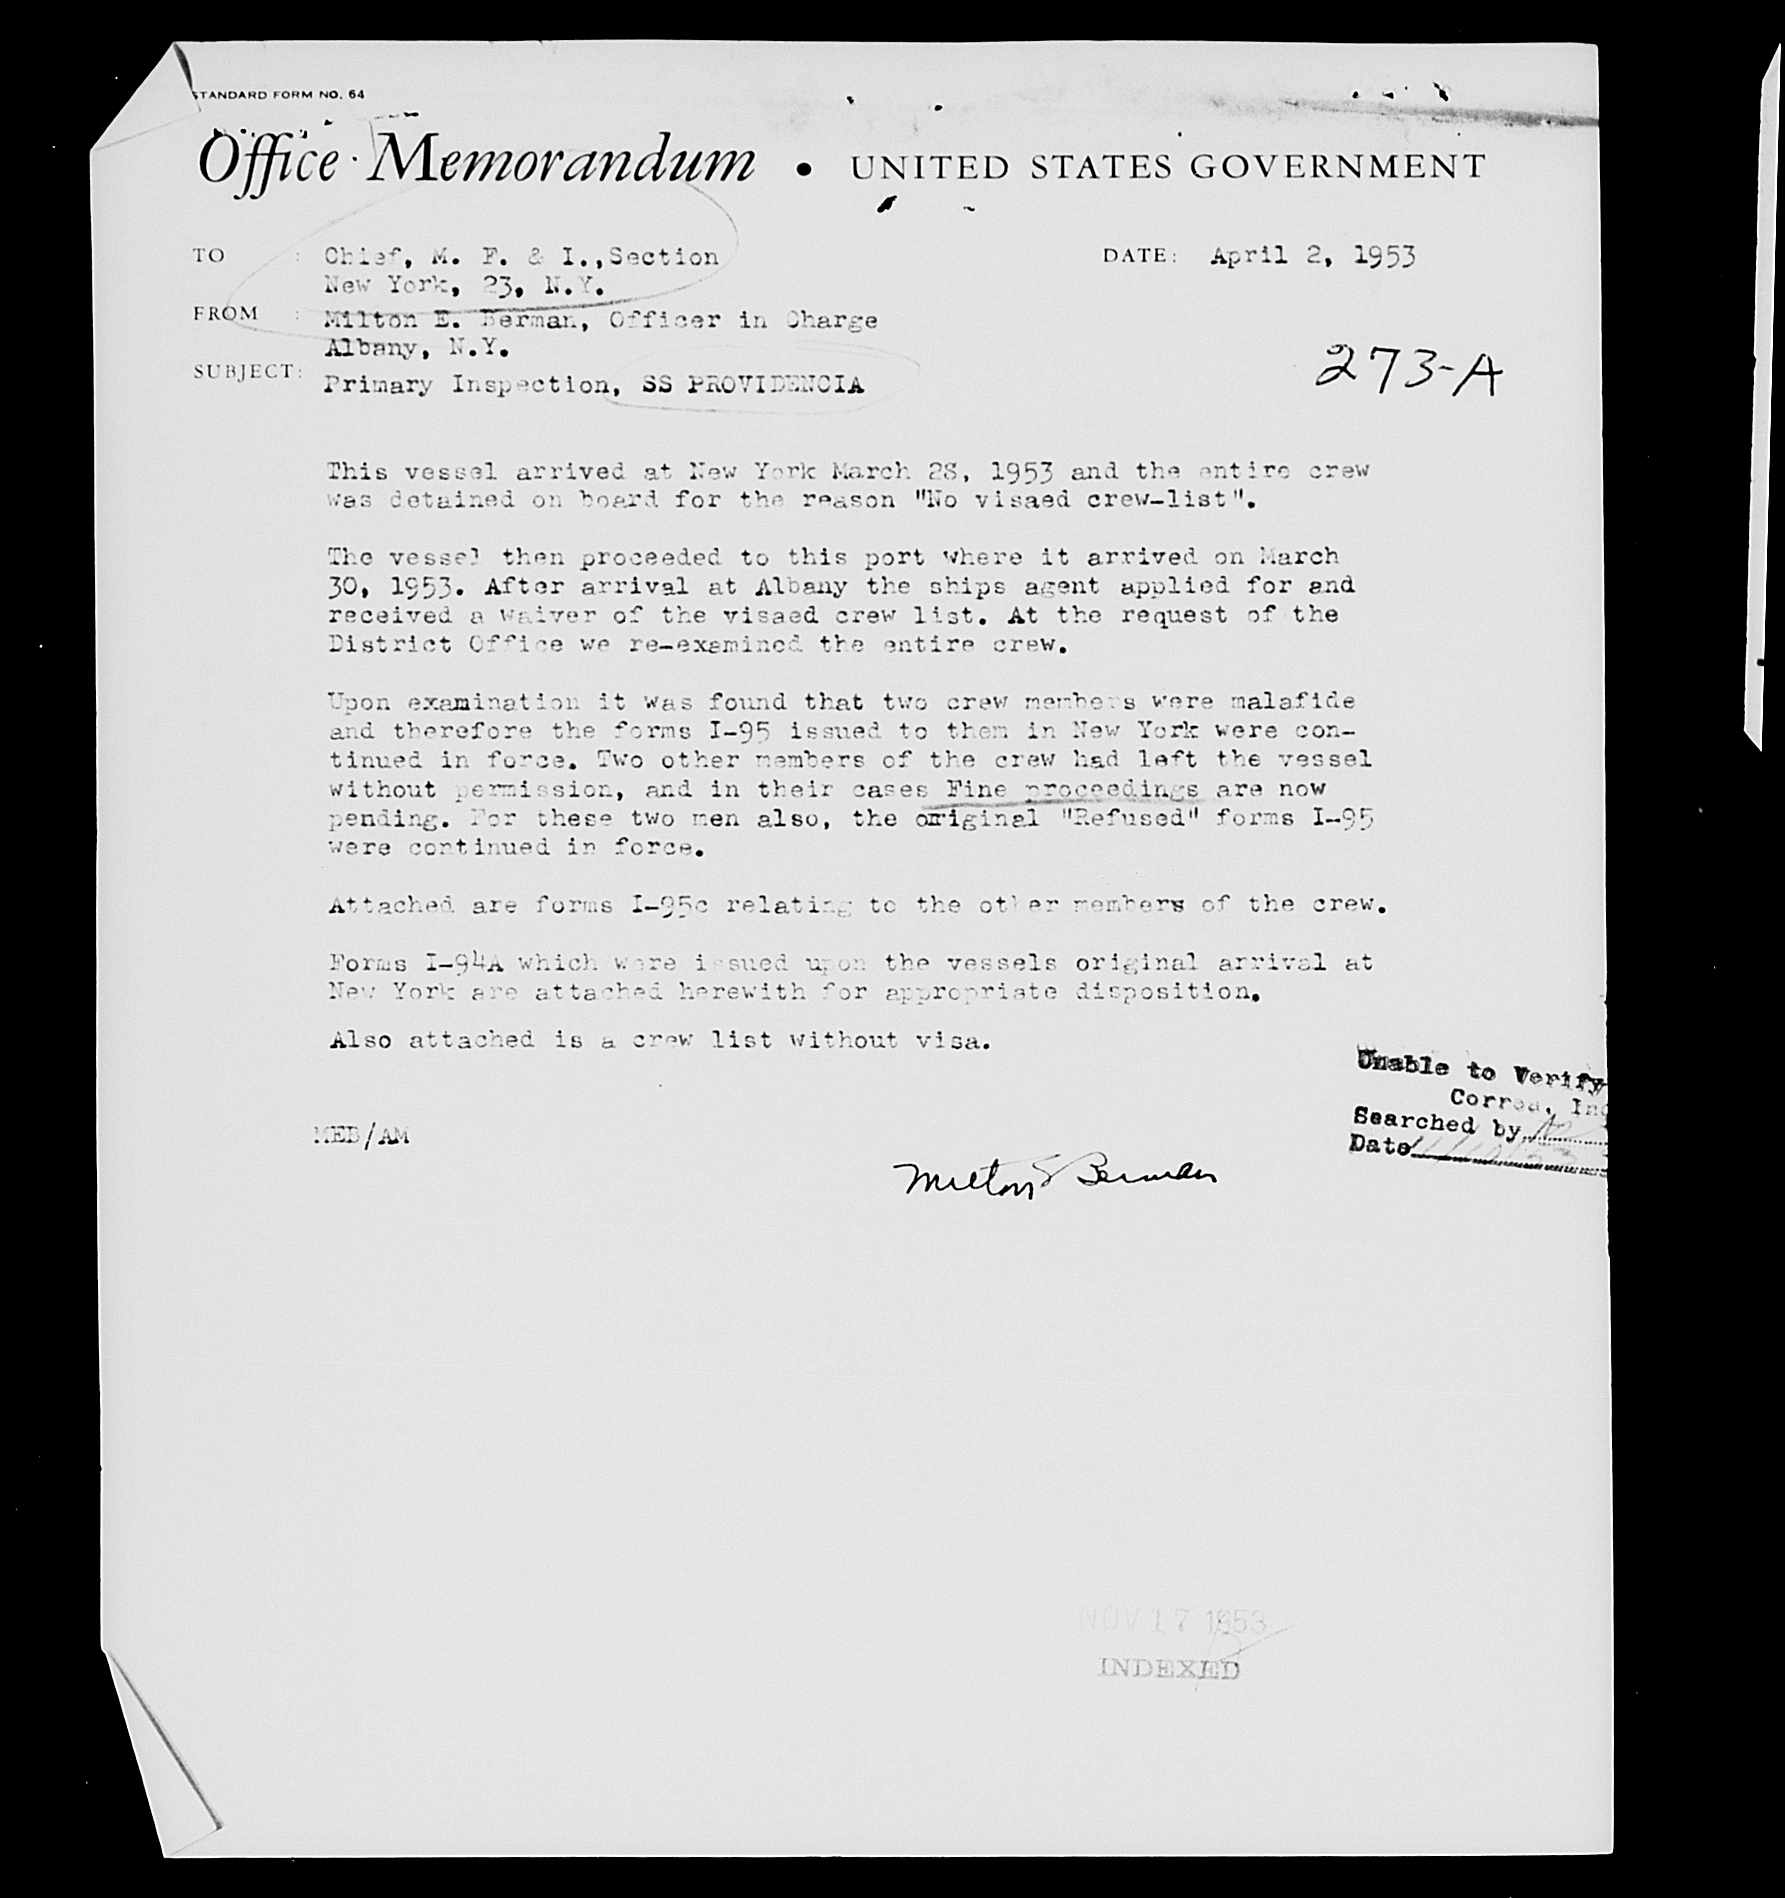 STANDARD FORM NO. 64
Office Memorandum • UNITED STATES GOVERNMENT
TO : Chief, M. F. & I.,Section DATE: April 2, 1953
New York, 23, N.Y.
FROM : Milton E. Berman, Officer in Charge
Albany, N.Y.
273-A
SUBJECT: Primary Inspection, SS PROVIDENCIA
This vessel arrived at New York March 28, 1953 and the entire crew
was detained on board for the reason "No visaed crew-list".
The vessel then proceeded to this port where it arrived on March
30, 1953. After arrival at Albany the ships agent applied for and
received a waiver of the visaed crew list. At the request of the
District Office we re-examined the entire crew.
Upon examination it was found that two crew members were malafide
and therefore the forms I-95 issued to them in New York were con-
tinued in force. Two other members of the crew had left the vessel
without permission, and in their cases Fine proceedings are now
pending. For these two men also, the original "Refused" forms I-95
were continued in force.
Attached are forms I-95c relating to the other members of the crew.
Forms I-94A which were issued upon the vessels original arrival at
New York are attached herewith for appropriate disposition.
Also attached is a crew list without visa.
Unable to Verify
Searched by
Date
MEB/AM
Milton E Berman
NOV 17 1953
INDEXED